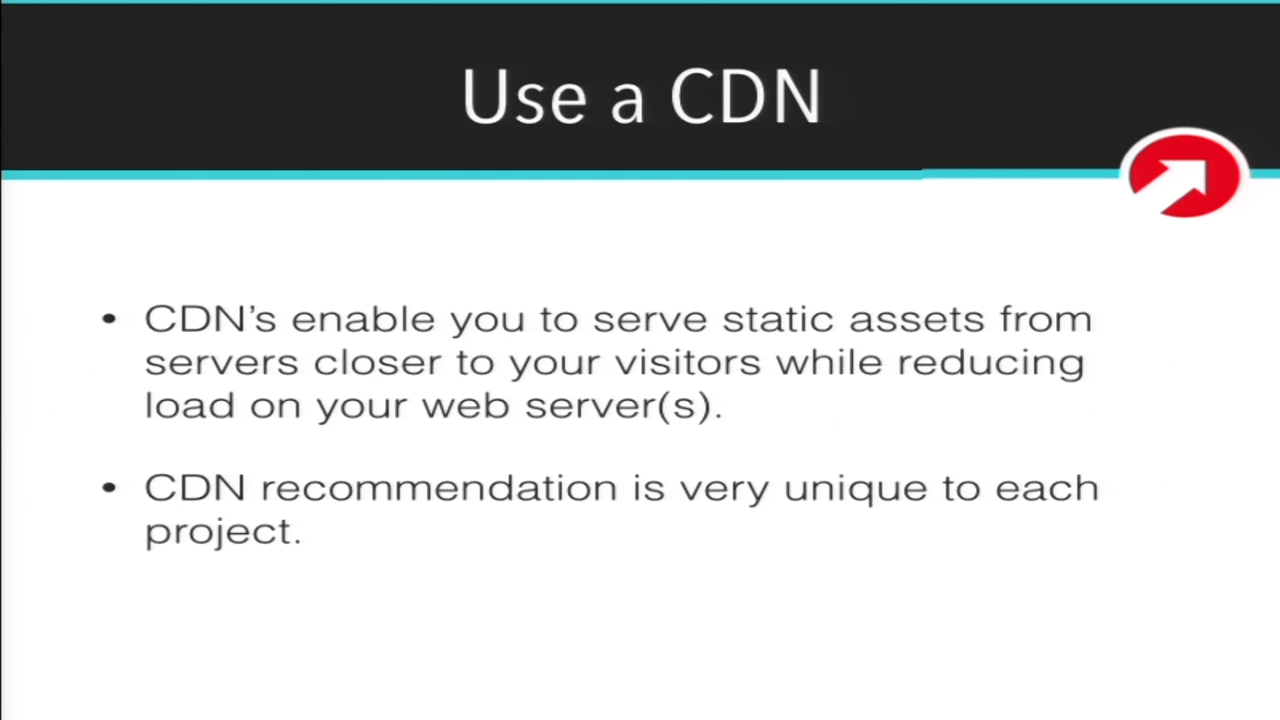 Use a CDN
• CDN’s enable you to serve static assets from
servers closer to your visitors while reducing
load on your web server(s).
• CDN recommendation is very unique to each
project.